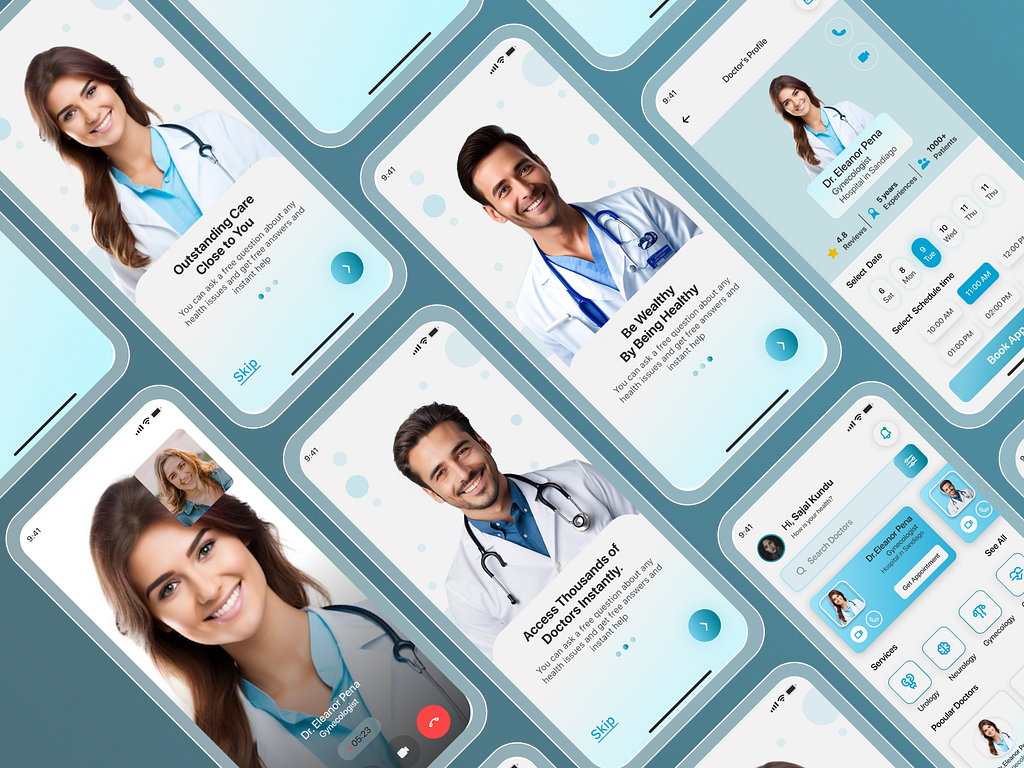 Outstanding Care
Close to You
You can ask a free question about any
health issues and get free answers and
instant help
Skip
9:41
Be Wealthy
By Being Healthy
You can ask a free question about any
health issues and get free answers and
instant help
9:41
Doctor's Profile
Dr. Eleanor Pena
Gynecologist
Hospital in Sandiago
4.8
Reviews
5 years
Experiences
1000+
Patients
Select Date
6
Sat
8
Mon
9
Tue
10
Wed
11
Thu
11
Thu
Select Schedule time
10:00 AM
11:00 AM
12:00 P
01:00 PM
02:00 PM
Book App
9:41
Dr. Eleanor Pena
Gynecologist
05:23
9:41
Access Thousands of
Doctors Instantly.
You can ask a free question about any
health issues and get free answers and
instant help
Skip
9:41
Hi, Sajal Kundu
How is your health?
Search Doctors
Dr.Eleanor Pena
Gynecologist
Hospital in Sandiago
Get Appointment
Services
See All
Urology
Neurology
Gynecology
Pooular Doctors